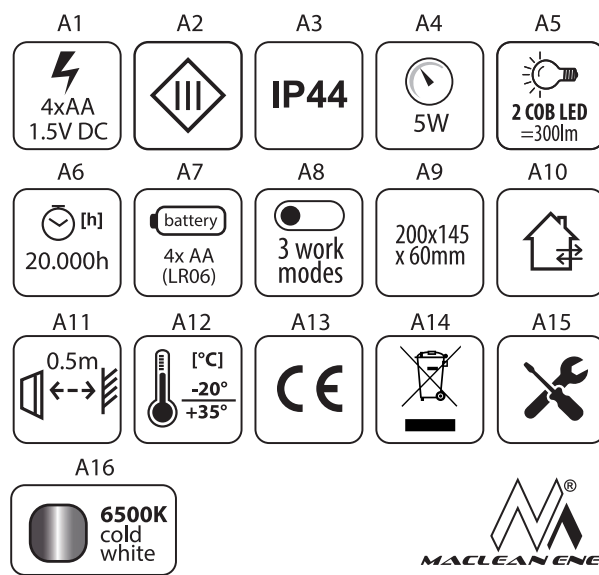 A1 A2 A3 A4 A5
4xAA
1.5V DC
III
IP44
5W
2 COB LED
=300lm
A6 A7 A8 A9 A10
[h]
20.000h
battery
4x AA
(LR06)
3 work
modes
200x145
x 60mm
A11 A12 A13 A14 A15
0.5m
[°C]
-20°
+35°
CE
A16
6500K
cold
white
®
MACLEAN ENE